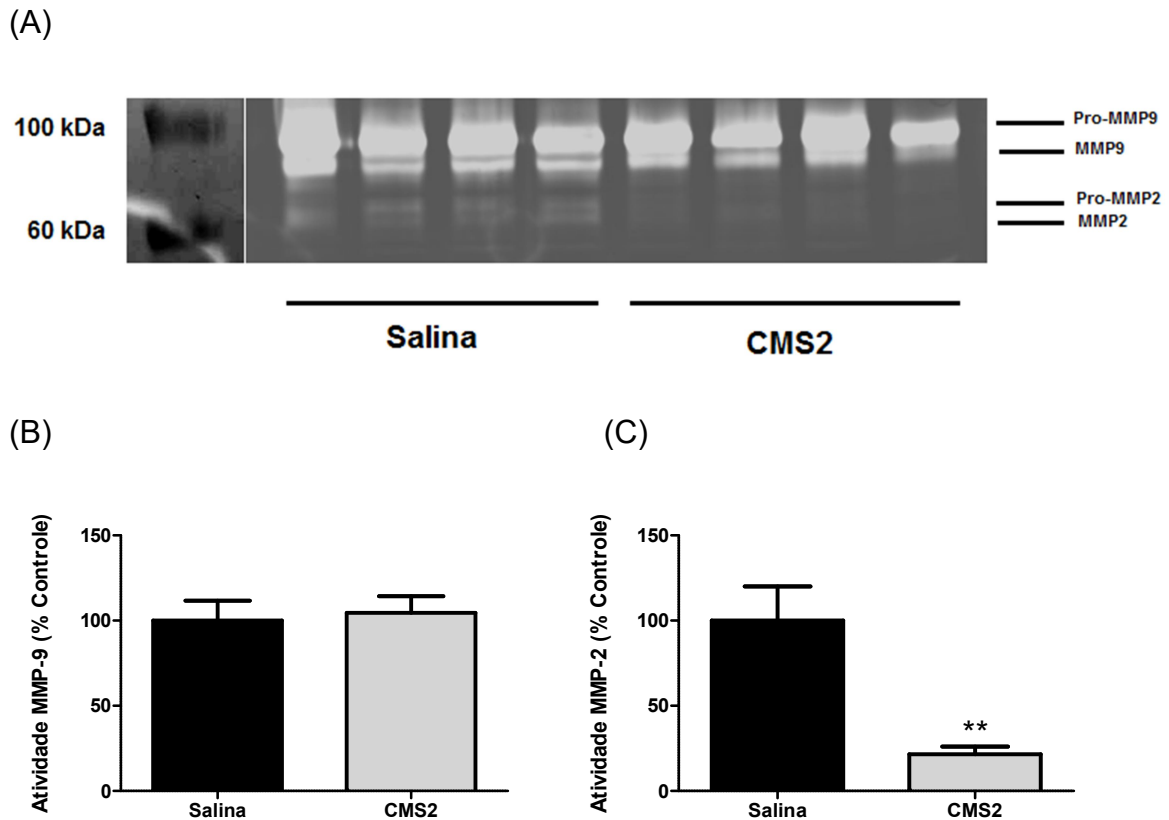 (A)
100 kDa
60 kDa
Pro-MMP9
MMP9
Pro-MMP2
MMP2
Salina
CMS2
(B)
Atividade MMP-9 (% Controle)
150
100
50
0
Salina
CMS2
(C)
Atividade MMP-2 (% Controle)
150
100
50
0
**
Salina
CMS2